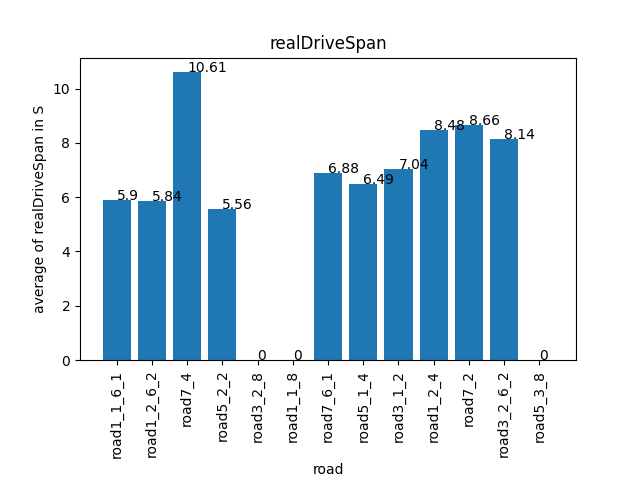 realDriveSpan
average of realDriveSpan in S
10
8
6
4
2
0
5.9
5.84
10.61
5.56
0
0
6.88
6.49
7.04
8.48
8.66
8.14
0
road1_1_6_1
road1_2_6_2
road7_4
road5_2_2
road3_2_8
road1_1_8
road7_6_1
road5_1_4
road3_1_2
road1_2_4
road7_2
road3_2_6_2
road5_3_8
road